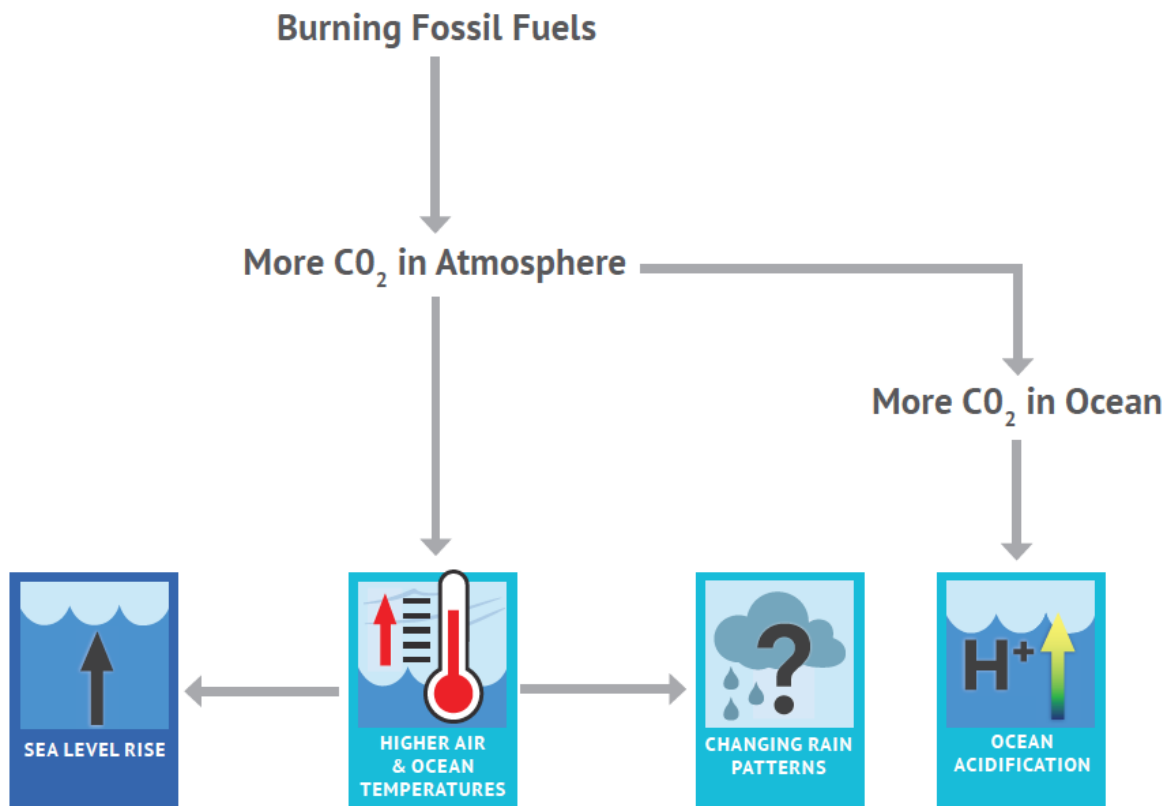 Burning Fossil Fuels
More C0₂ in Atmosphere
More C0₂ in Ocean
?
H⁺
SEA LEVEL RISE
HIGHER AIR
& OCEAN
TEMPERATURES
CHANGING RAIN
PATTERNS
OCEAN
ACIDIFICATION